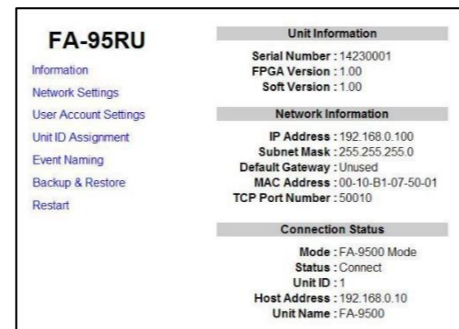 FA-95RU
Information
Network Settings
User Account Settings
Unit ID Assignment
Event Naming
Backup & Restore
Restart
Unit Information
Serial Number : 14230001
FPGA Version : 1.00
Soft Version : 1.00
Network Information
IP Address : 192.168.0.100
Subnet Mask : 255.255.255.0
Default Gateway : Unused
MAC Address : 00-10-B1-07-50-01
TCP Port Number : 50010
Connection Status
Mode : FA-9500 Mode
Status : Connect
Unit ID : 1
Host Address : 192.168.0.10
Unit Name : FA-9500